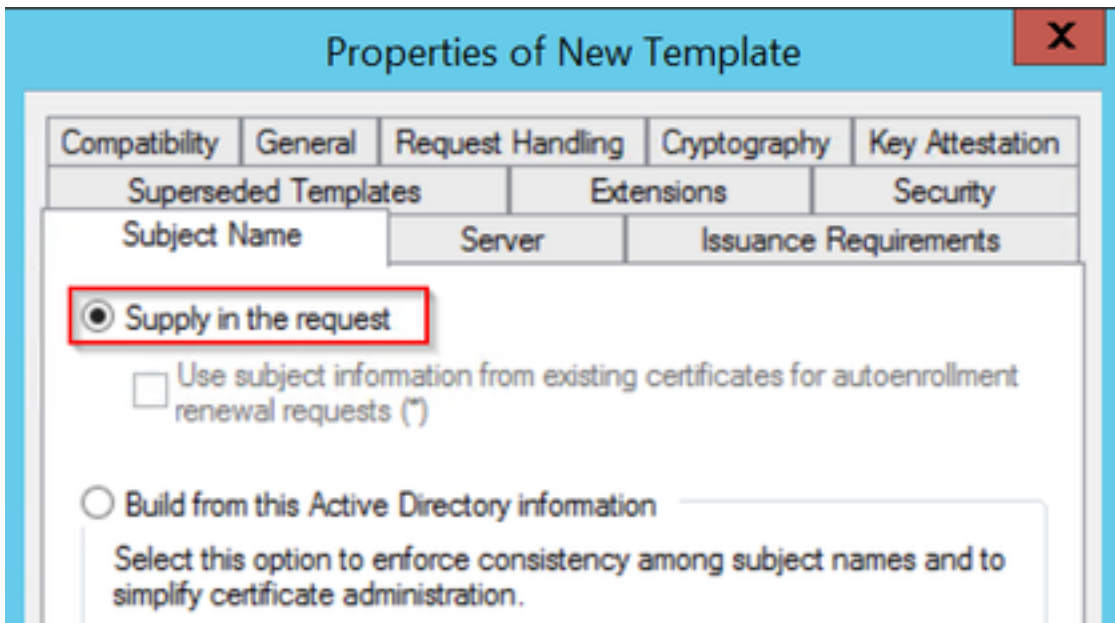 Properties of New Template
X
Compatibility General Request Handling Cryptography Key Attestation
Superseded Templates Extensions Security
Subject Name Server Issuance Requirements
Supply in the request
Use subject information from existing certificates for autoenrollment
renewal requests (*)
Build from this Active Directory information
Select this option to enforce consistency among subject names and to
simplify certificate administration.